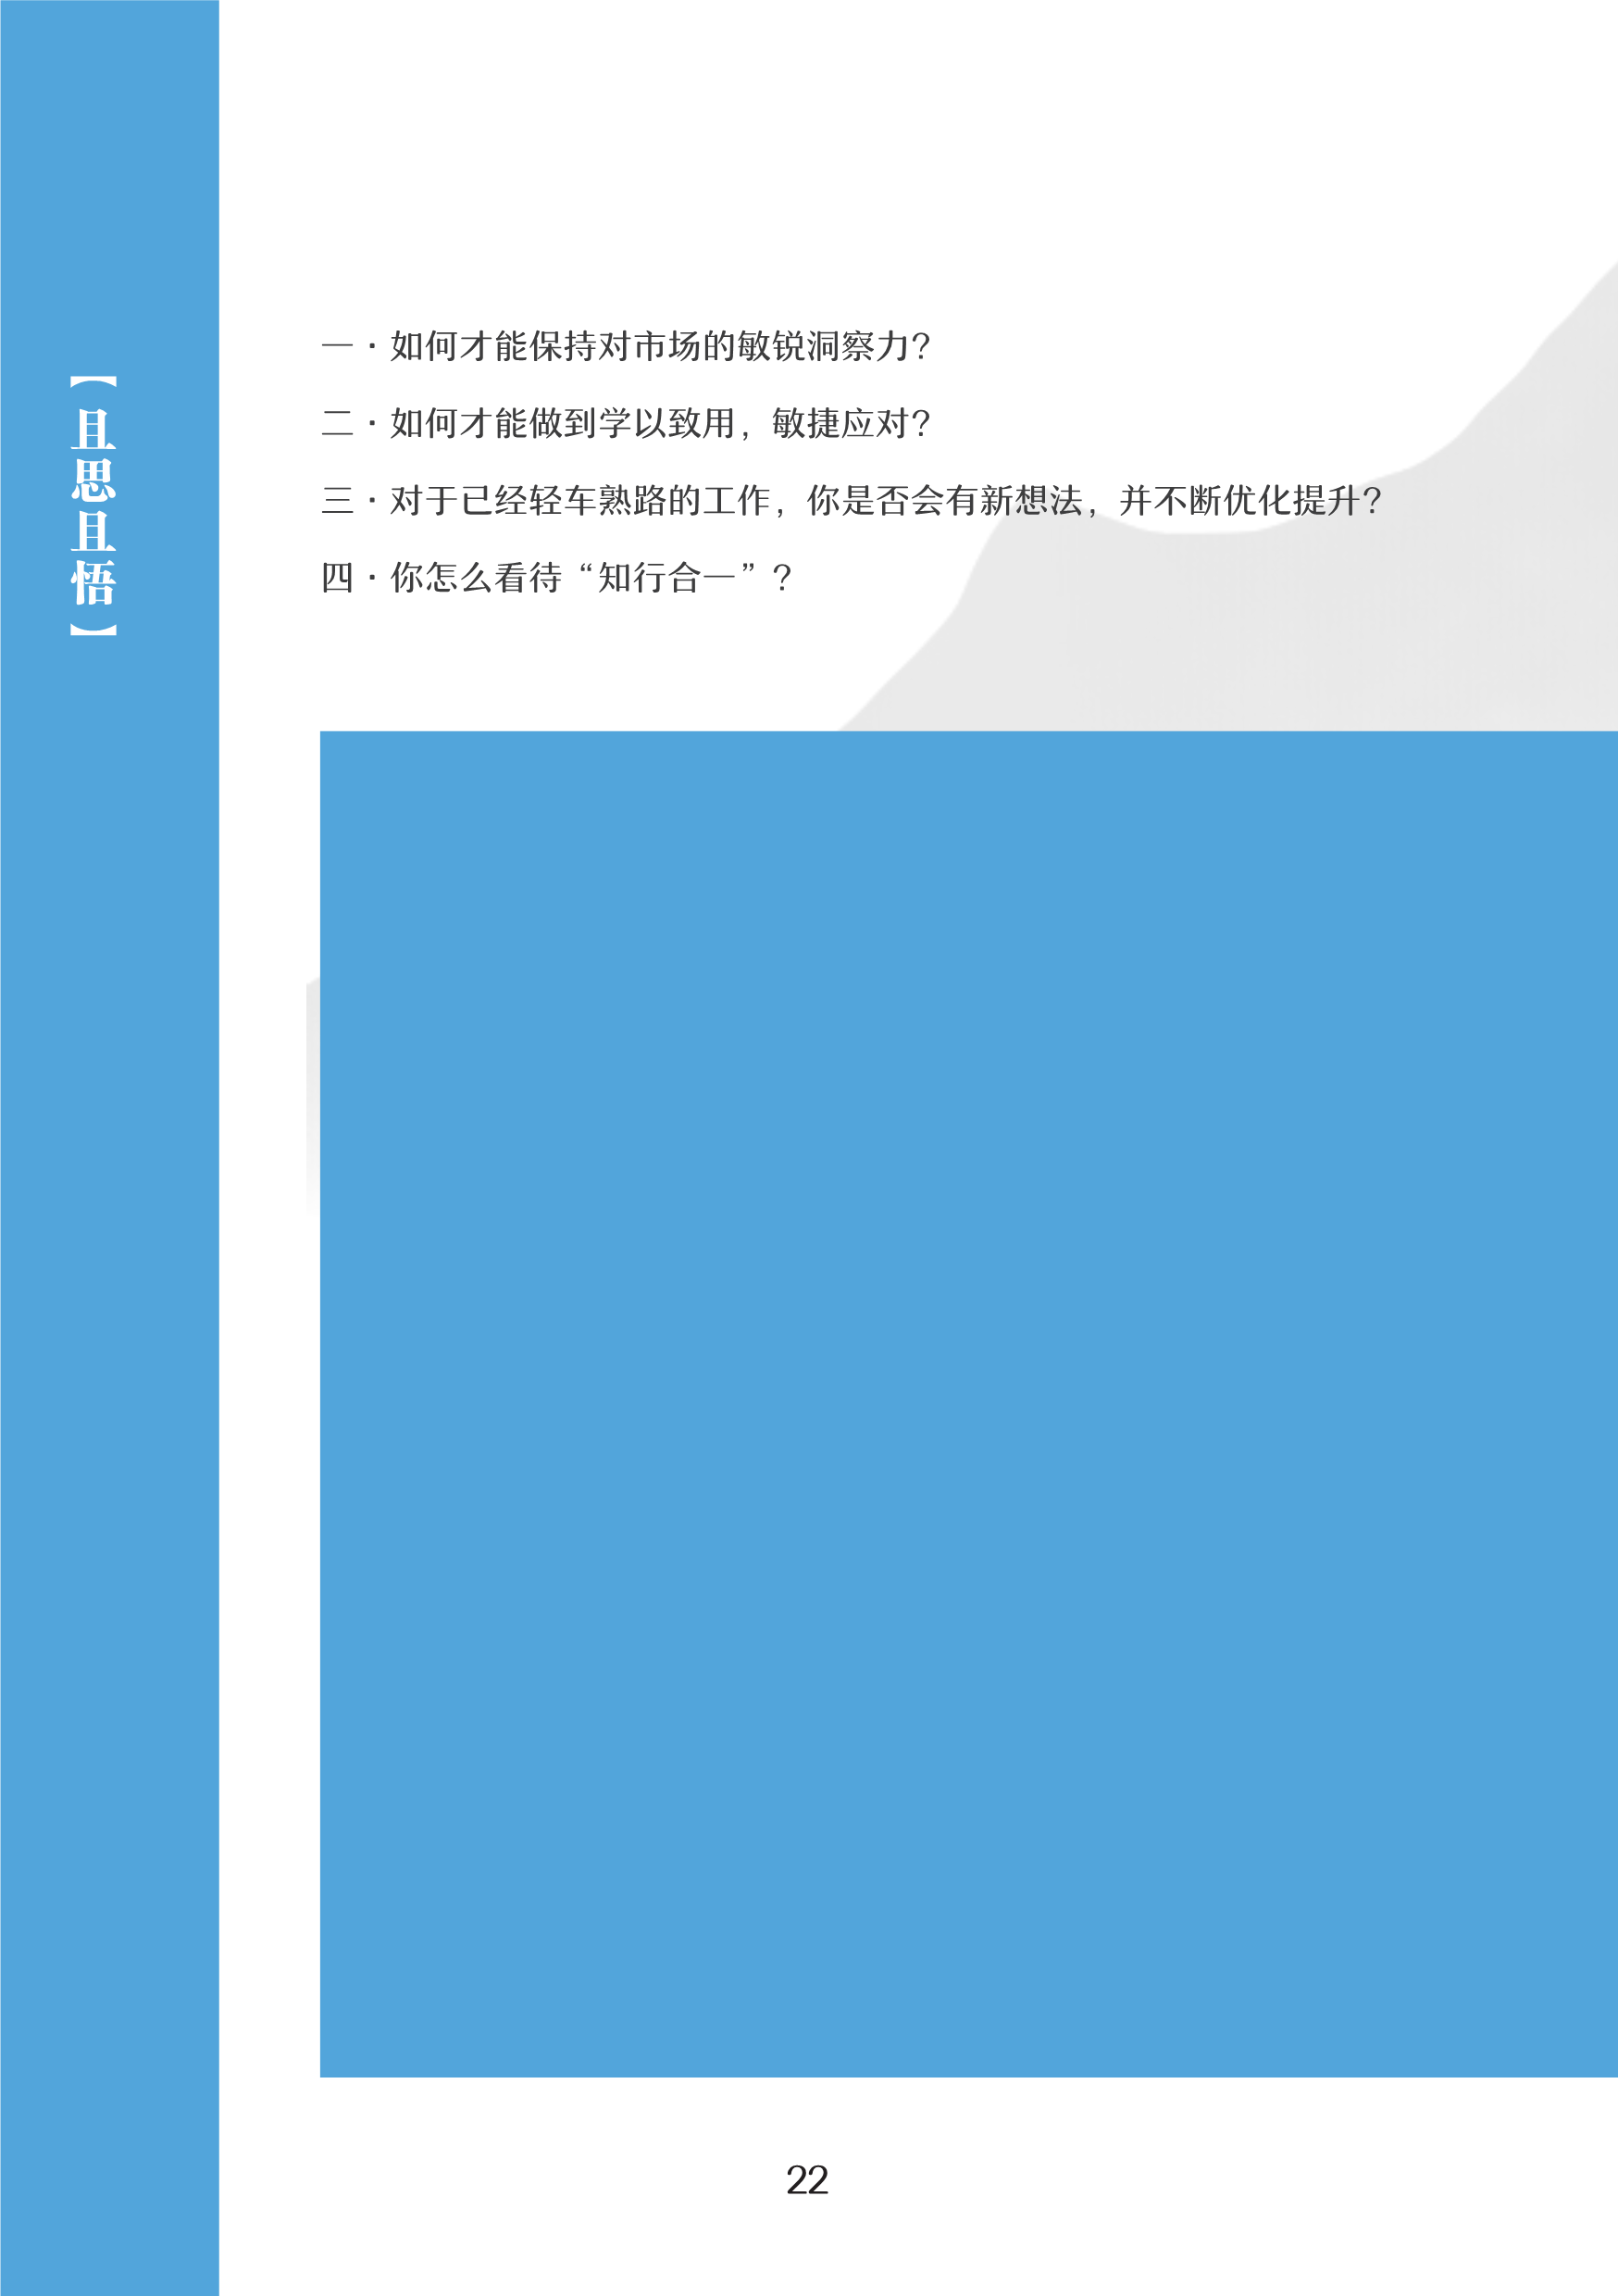 【且思且悟】
一·如何才能保持对市场的敏锐洞察力？
二·如何才能做到学以致用，敏捷应对？
三·对于已经轻车熟路的工作，你是否会有新想法，并不断优化提升？
四·你怎么看待“知行合一”？
22